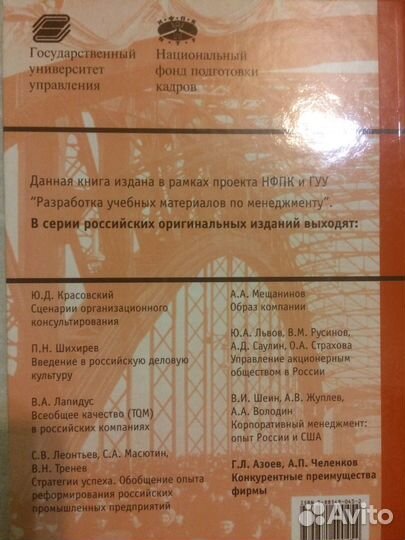 Государственный
университет
управления
НФПК
Национальный
фонд подготовки
кадров
Данная книга издана в рамках проекта НФПК и ГУУ
"Разработка учебных материалов по менеджменту".
В серии российских оригинальных изданий выходят:
Ю.Д. Красовский
Сценарии организационного
консультирования
П.Н. Шихирев
Введение в российскую деловую
культуру
В.А. Лапидус
Всеобщее качество (TQM)
в российских компаниях
С.В. Леонтьев, С.А. Масютин,
В.Н. Тренев
Стратегии успеха. Обобщение опыта
реформирования российских
промышленных предприятий
А.А. Мещанинов
Образ компании
Ю.А. Львов, В.М. Русинов,
А.Д. Саулин, О.А. Страхова
Управление акционерным
обществом в России
В.И. Шеин, А.В. Жуплев,
А.А. Володин
Корпоративный менеджмент:
опыт России и США
Г.Л. Азоев, А.П. Челенков
Конкурентные преимущества
фирмы
ISBN
Avito